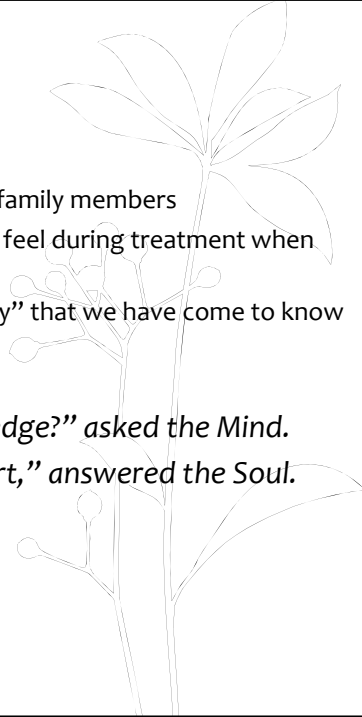 family members
feel during treatment when
y” that we have come to know
dge?” asked the Mind.
rt,” answered the Soul.